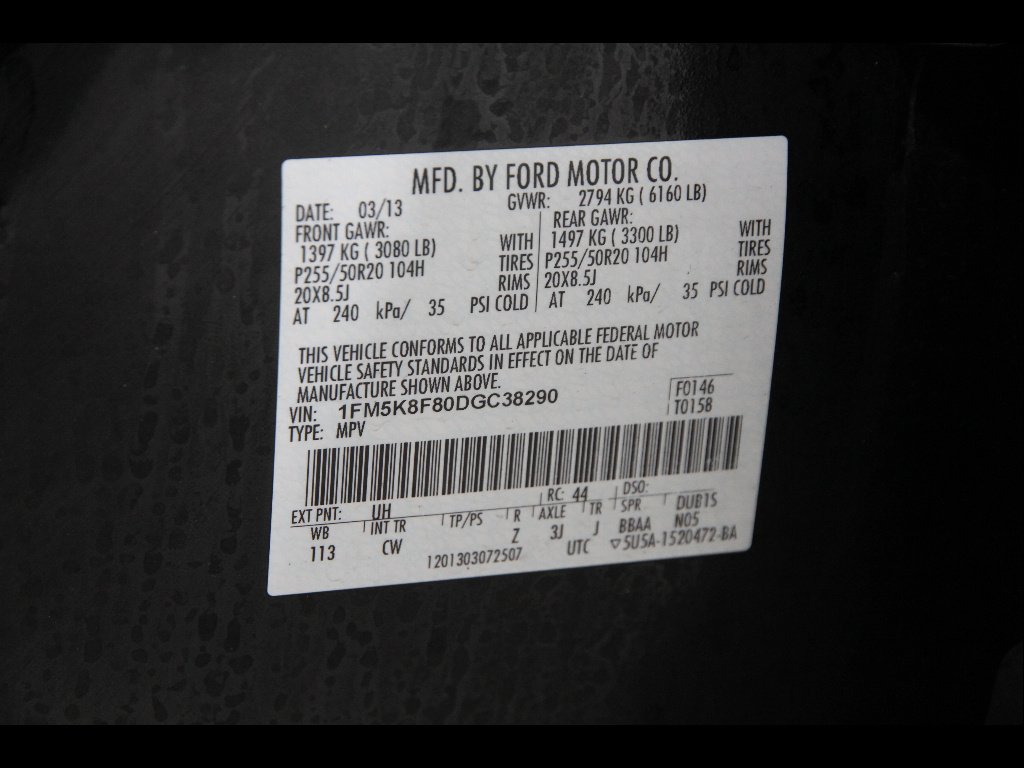 MFD. BY FORD MOTOR CO.
DATE: 03/13 GVWR: 2794 KG ( 6160 LB)
FRONT GAWR: REAR GAWR:
1397 KG ( 3080 LB) WITH 1497 KG ( 3300 LB) WITH
P255/50R20 104H TIRES P255/50R20 104H TIRES
20X8.5J RIMS 20X8.5J RIMS
AT 240 kPa/ 35 PSI COLD AT 240 kPa/ 35 PSI COLD
THIS VEHICLE CONFORMS TO ALL APPLICABLE FEDERAL MOTOR
VEHICLE SAFETY STANDARDS IN EFFECT ON THE DATE OF
MANUFACTURE SHOWN ABOVE.
VIN: 1FM5K8F80DGC38290 F0146
TYPE: MPV T0158
EXT PNT: UH RC: 44 DSO:
WB INT TR TP/PS R AXLE TR SPR DUB1S
113 CW Z 3J J BBAA N05
1201303072507 UTC ▽5U5A-1520472-BA